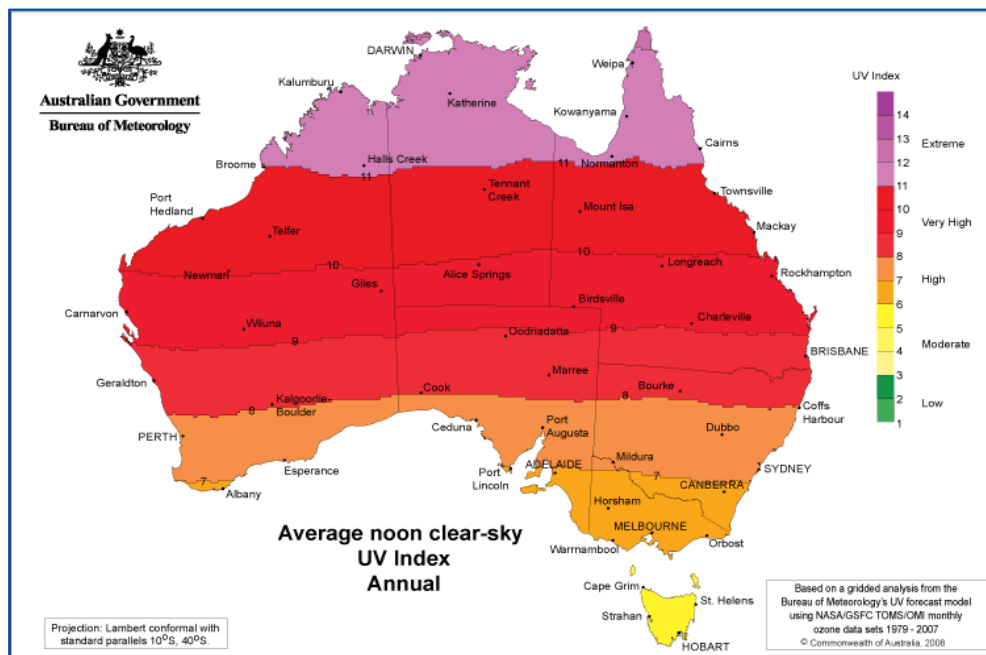 Australian Government
Bureau of Meteorology
DARWIN
Weipa
Kalumburu
Katherine
Kowanyama
Cairns
Broome
Halls Creek
11
11
Normanton
Tennant
Creek
Townsville
Port
Hedland
Mount Isa
Mackay
Telfer
10
10
Newman
Alice Springs
Longreach
Rockhampton
Giles
Birdsville
Carnarvon
Wiluna
9
9
Charleville
Oodnadatta
BRISBANE
Geraldton
Marree
Cook
Bourke
8
8
Kalgoorlie
Boulder
Coffs
Harbour
PERTH
Ceduna
Port
Augusta
Dubbo
Esperance
Port
Lincoln
ADELAIDE
Mildura
7
7
SYDNEY
Albany
CANBERRA
Horsham
MELBOURNE
Warrnambool
Orbost
Cape Grim
St. Helens
Strahan
HOBART
UV Index
14
13
12
11
10
9
8
7
6
5
4
3
2
1
Extreme
Very High
High
Moderate
Low
Average noon clear-sky
UV Index
Annual
Projection: Lambert conformal with
standard parallels 10°S, 40°S.
Based on a gridded analysis from the
Bureau of Meteorology's UV forecast model
using NASA/GSFC TOMS/OMI monthly
ozone data sets 1979 - 2007
© Commonwealth of Australia, 2008